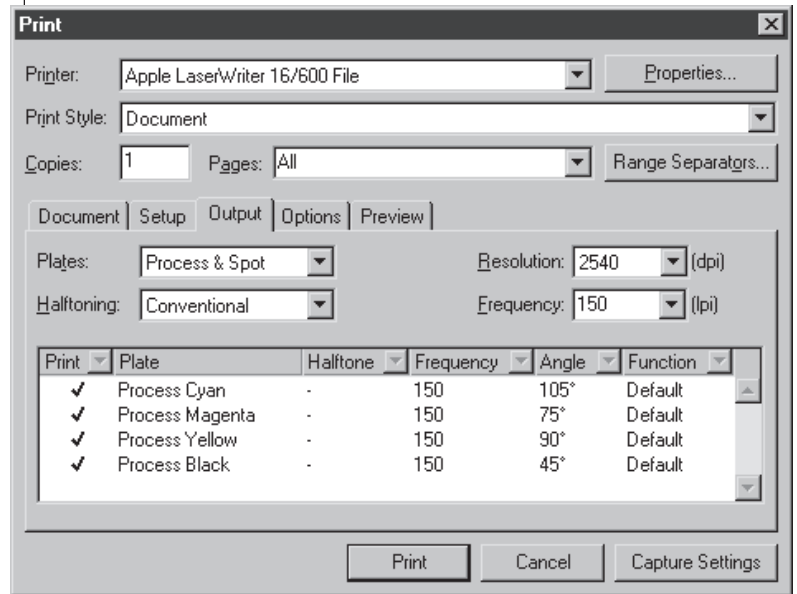 Print
Printer: Apple LaserWriter 16/600 File Properties...
Print Style: Document
Copies: 1 Pages: All Range Separators...
Document Setup Output Options Preview
Plates: Process & Spot Resolution: 2540 (dpi)
Halftoning: Conventional Frequency: 150 (lpi)
Print Plate Halftone Frequency Angle Function
✓ Process Cyan - 150 105° Default
✓ Process Magenta - 150 75° Default
✓ Process Yellow - 150 90° Default
✓ Process Black - 150 45° Default
Print Cancel Capture Settings